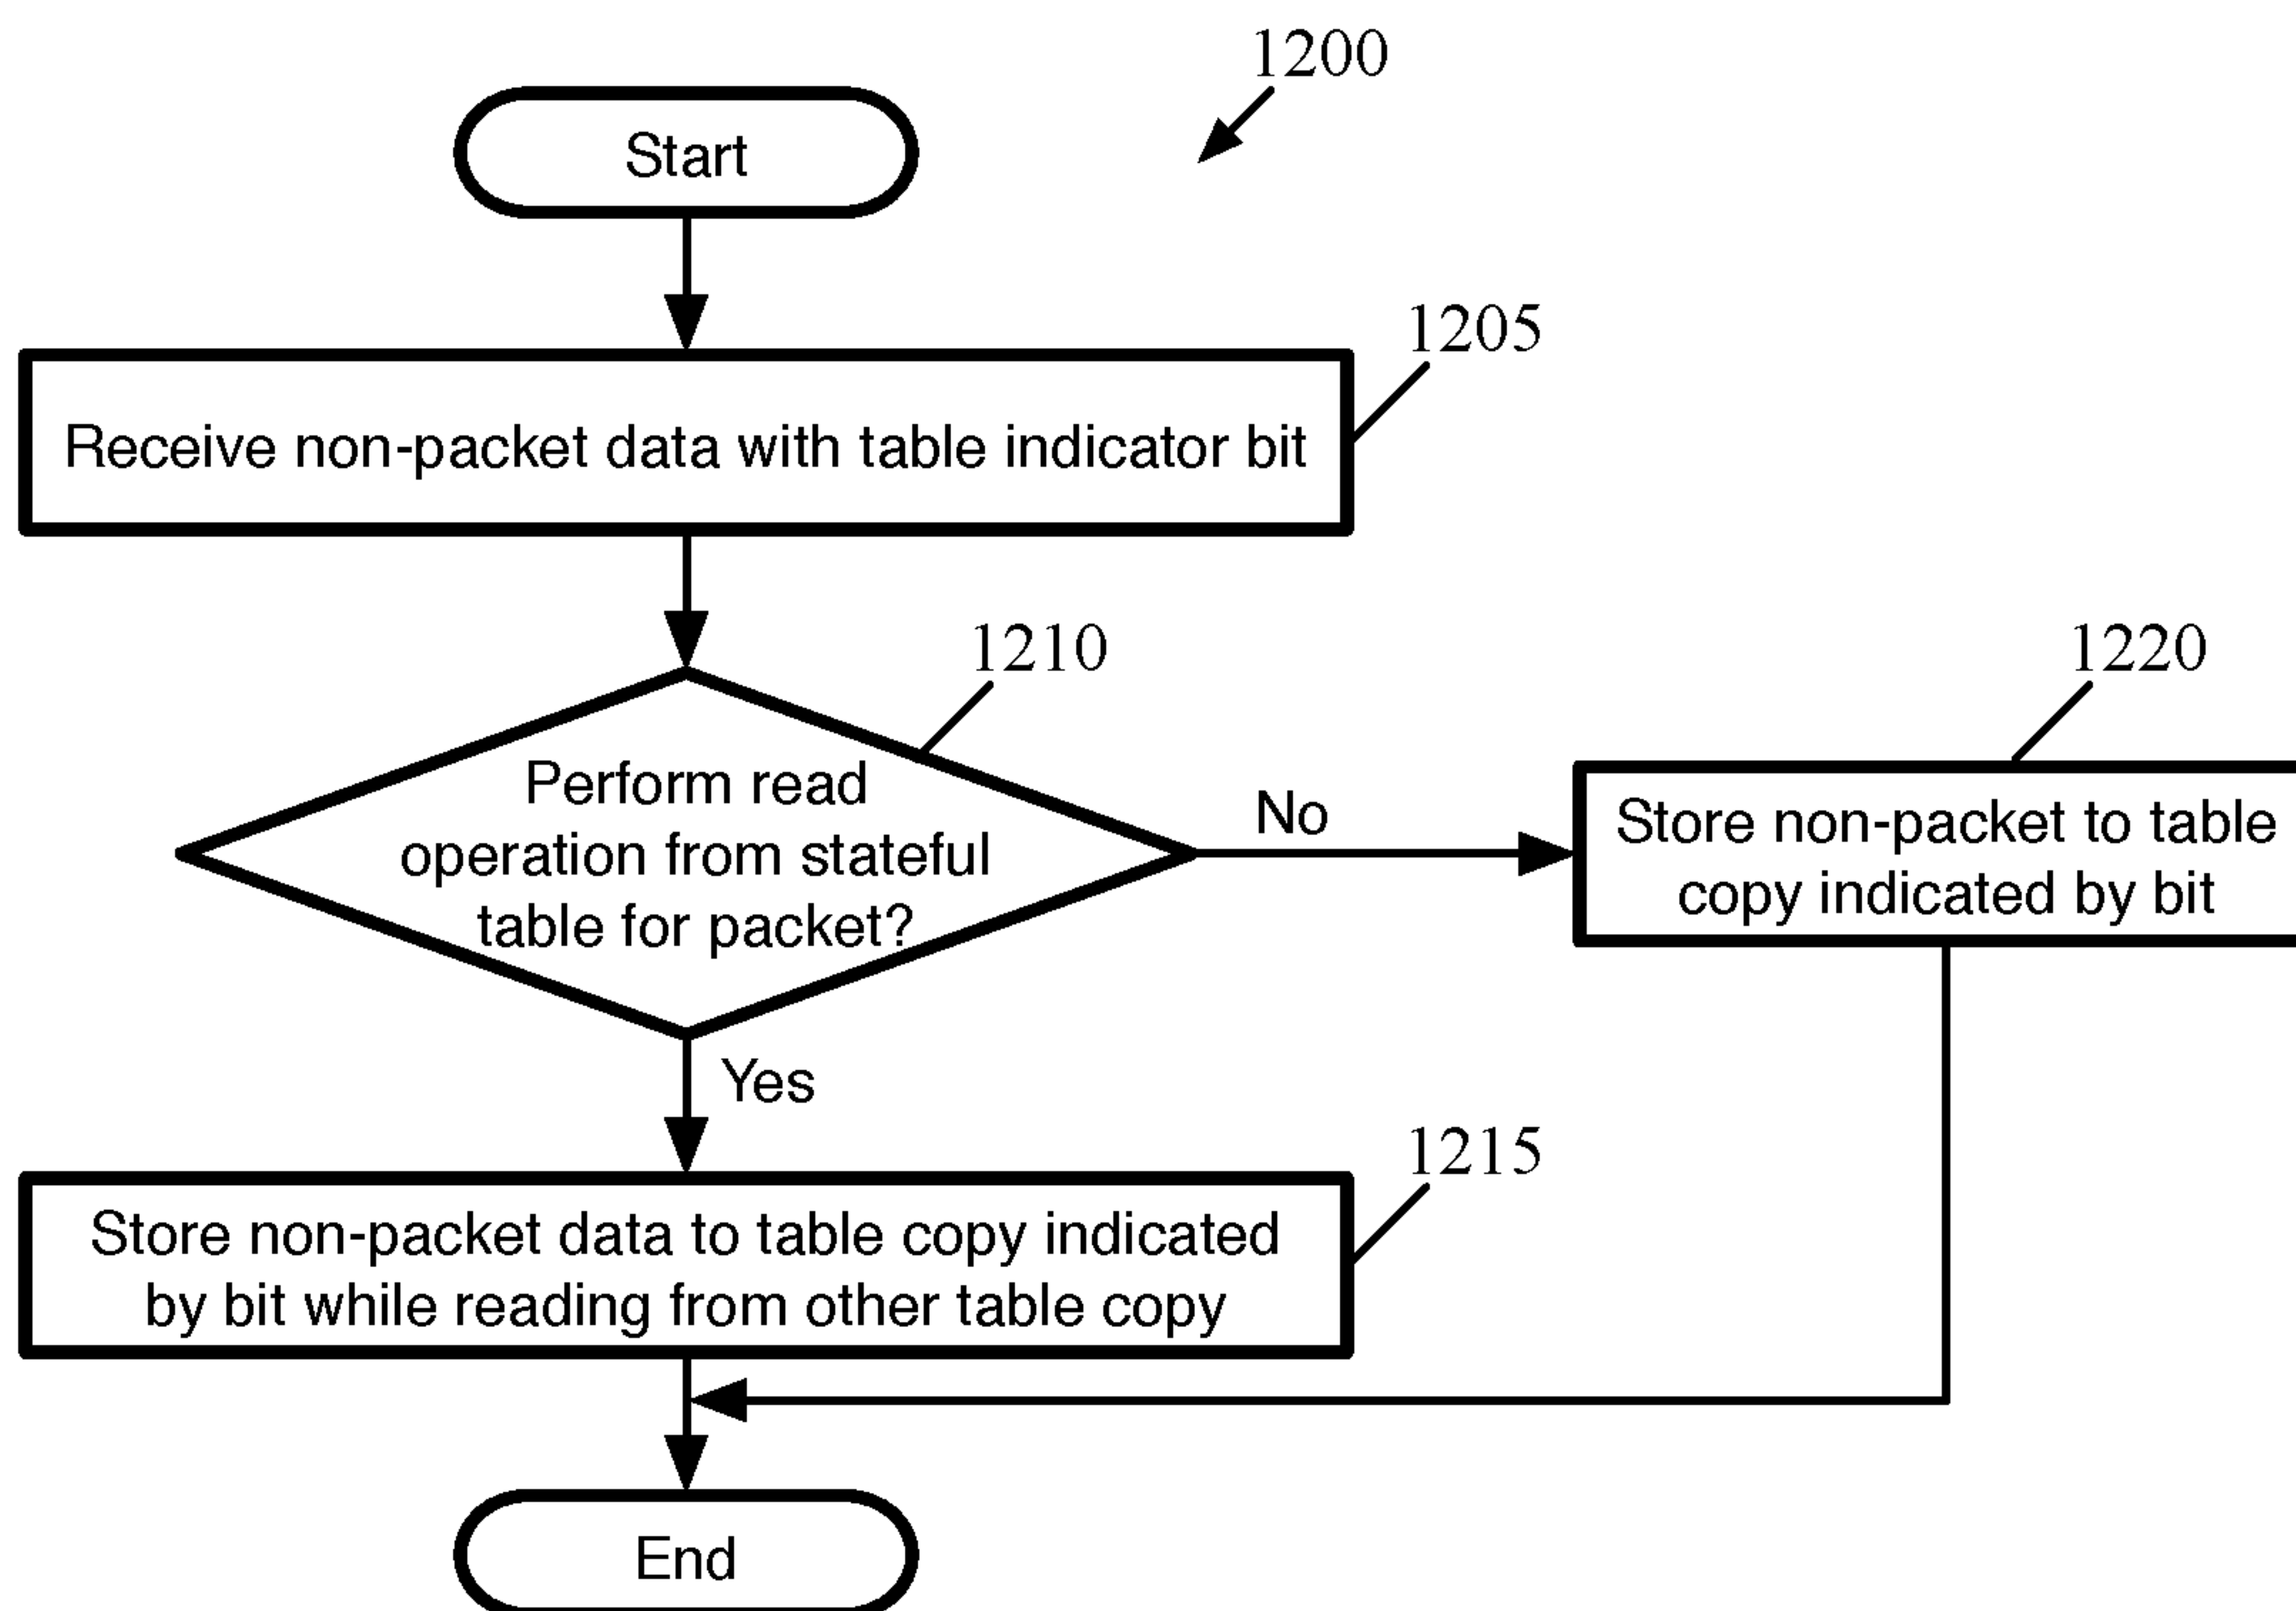 1200
Start
1205
Receive non-packet data with table indicator bit
1210
Perform read
operation from stateful
table for packet?
No
1220
Store non-packet to table
copy indicated by bit
Yes
1215
Store non-packet data to table copy indicated
by bit while reading from other table copy
End